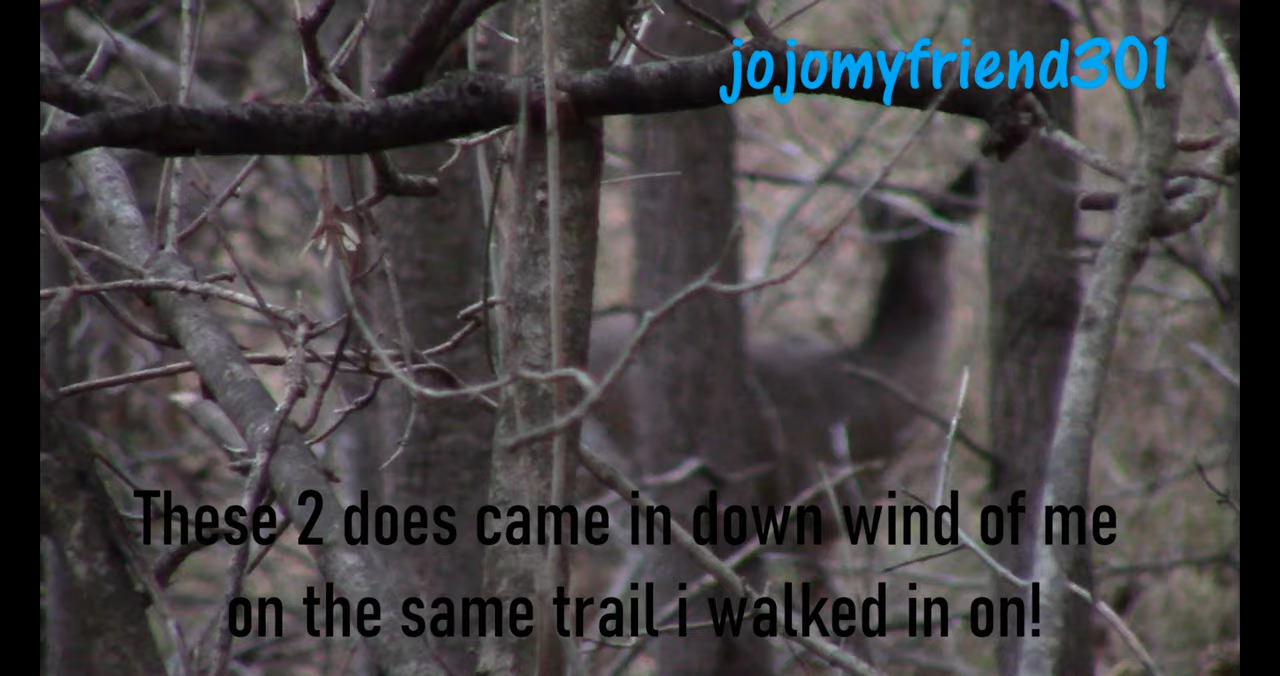 jojomyfriend301
These 2 does came in down wind of me
on the same trail i walked in on!